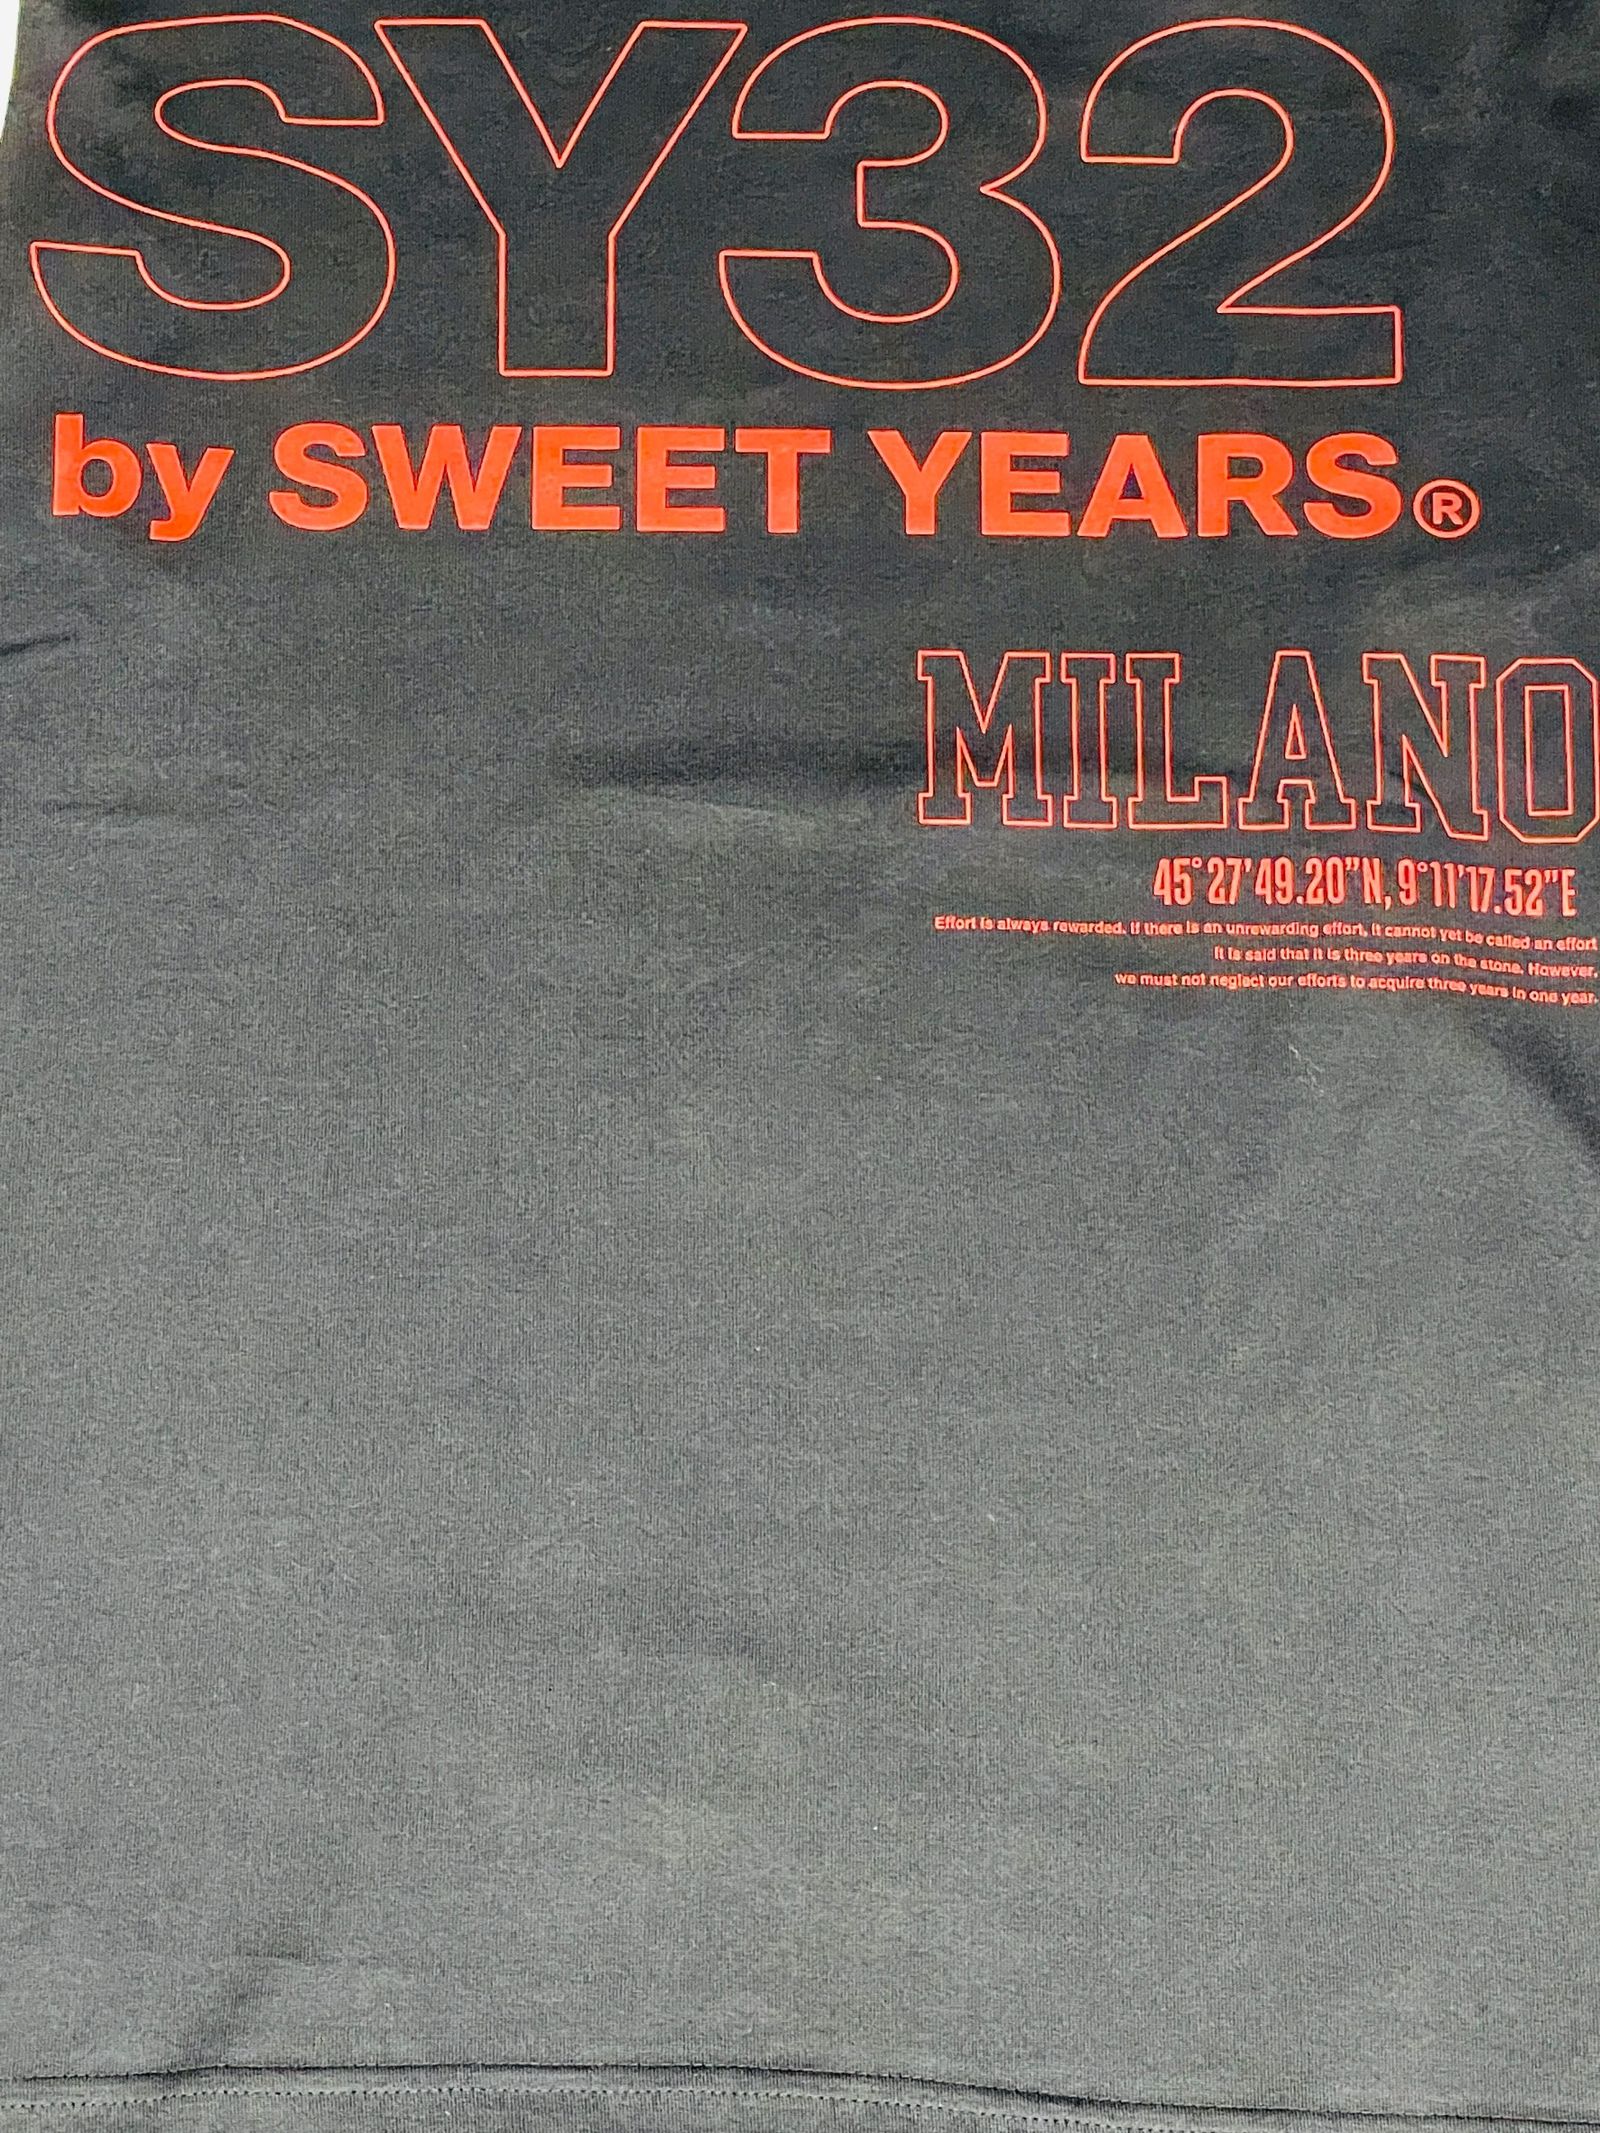 SY32
by SWEET YEARS®
MILANO
45°27'49.20"N, 9°11'17.52"E
Effort is always rewarded. If there is an unrewarding effort, it cannot yet be called an effort
It is said that it is three years on the stone. However,
we must not neglect our efforts to acquire three years in one year.